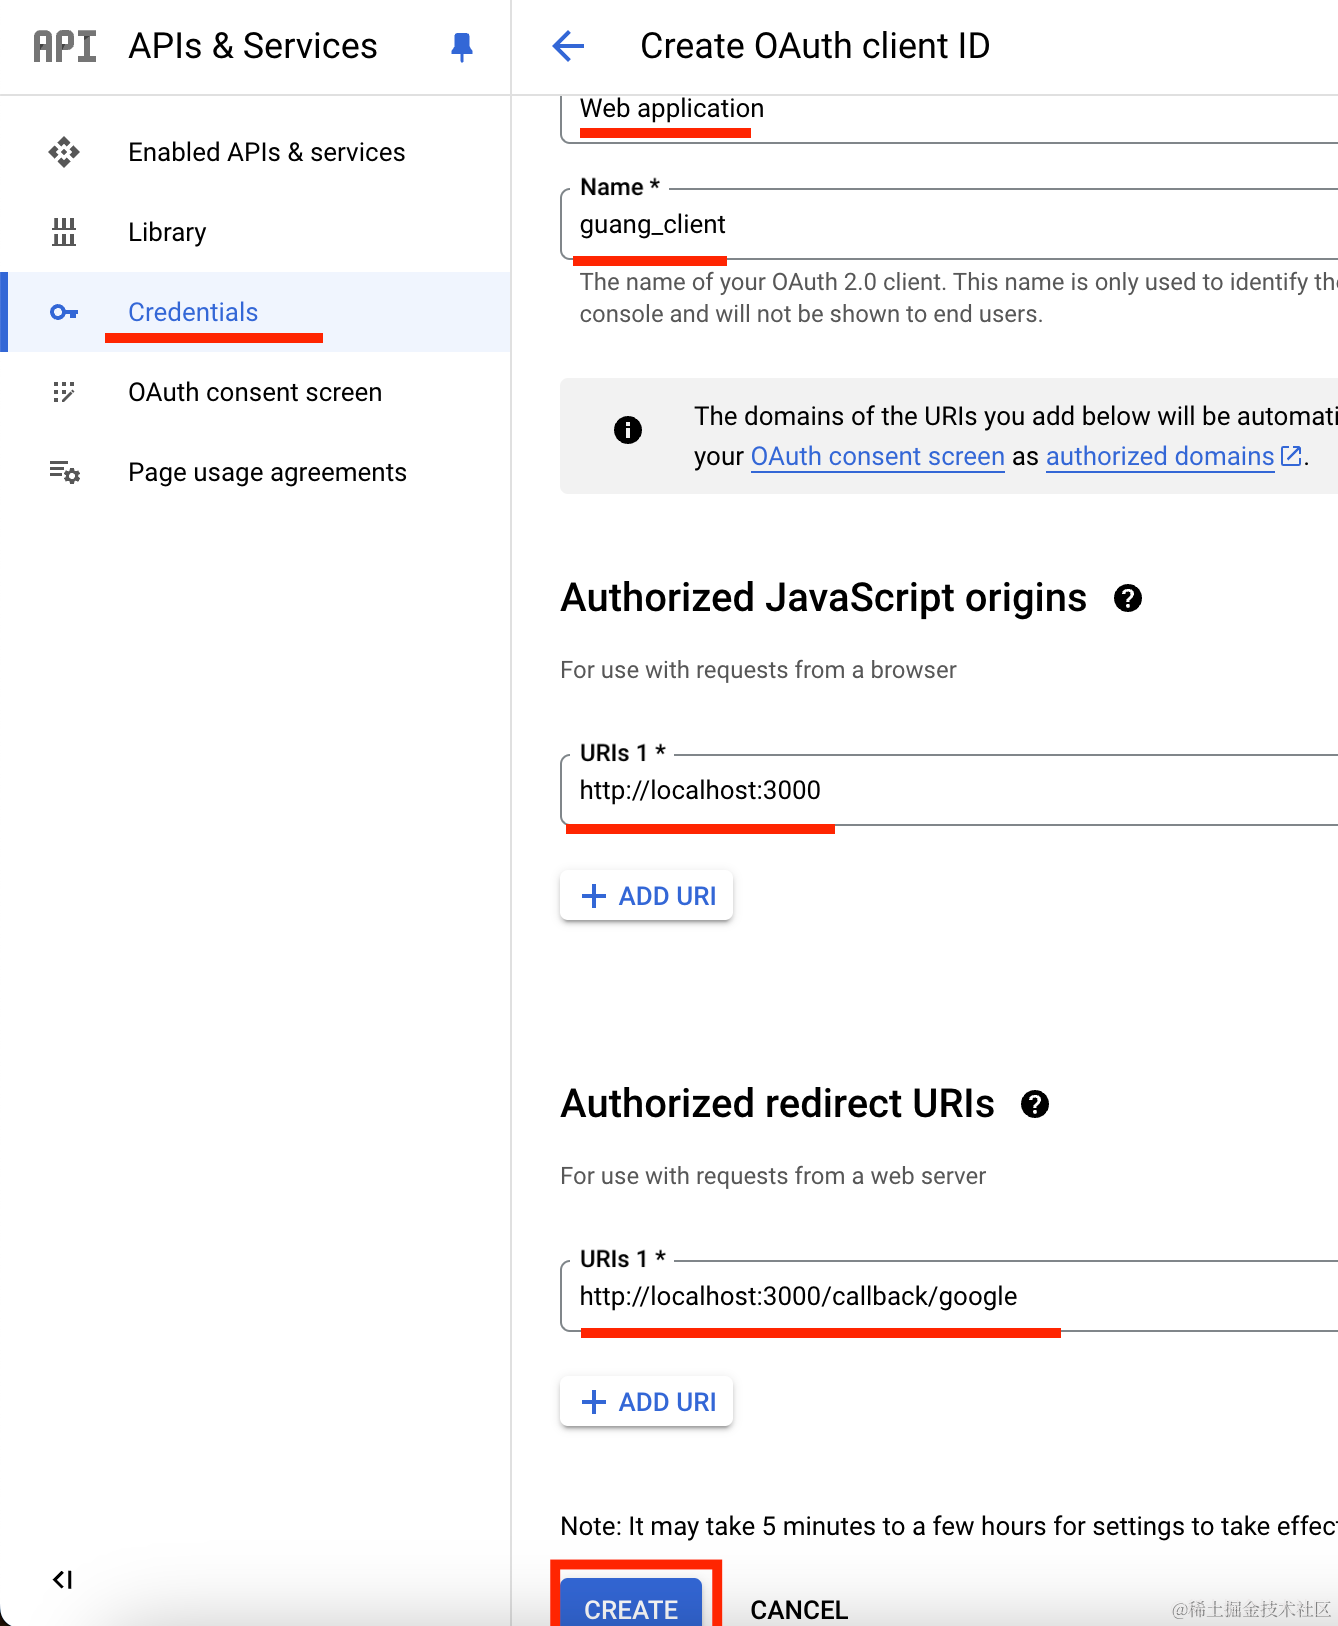 API APIs & Services
Create OAuth client ID
Enabled APIs & services
Library
Credentials
OAuth consent screen
Page usage agreements
Web application
Name *
guang_client
The name of your OAuth 2.0 client. This name is only used to identify the
console and will not be shown to end users.
The domains of the URIs you add below will be automati
your OAuth consent screen as authorized domains.
Authorized JavaScript origins
For use with requests from a browser
URIs 1 *
http://localhost:3000
ADD URI
Authorized redirect URIs
For use with requests from a web server
URIs 1 *
http://localhost:3000/callback/google
ADD URI
Note: It may take 5 minutes to a few hours for settings to take effect
CREATE
CANCEL
@稀土掘金技术社区